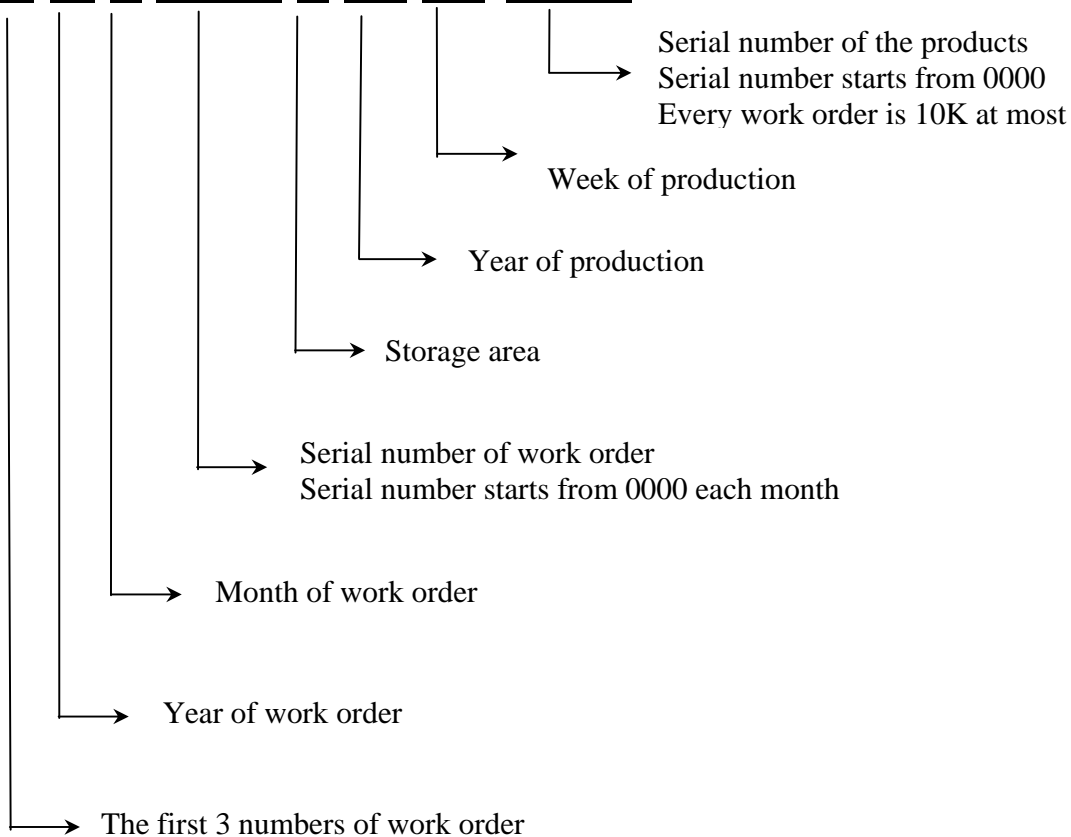 Serial number of the products
Serial number starts from 0000
Every work order is 10K at most
Week of production
Year of production
Storage area
Serial number of work order
Serial number starts from 0000 each month
Month of work order
Year of work order
The first 3 numbers of work order